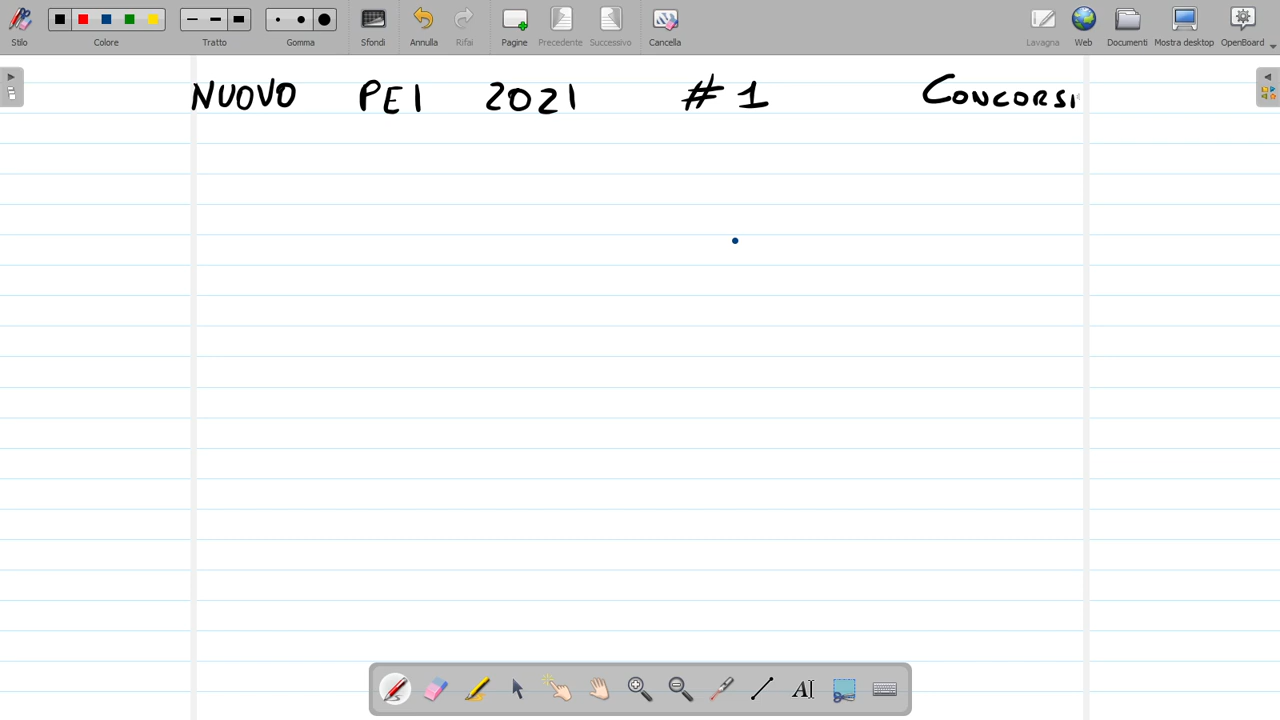 Stilo Colore Tratto Gomma Sfondi Annulla Rifai Pagine Precedente Successivo Cancella Lavagna Web Documenti Mostra desktop OpenBoard
NUOVO PEI 2021 #1 CONCORSI
AI